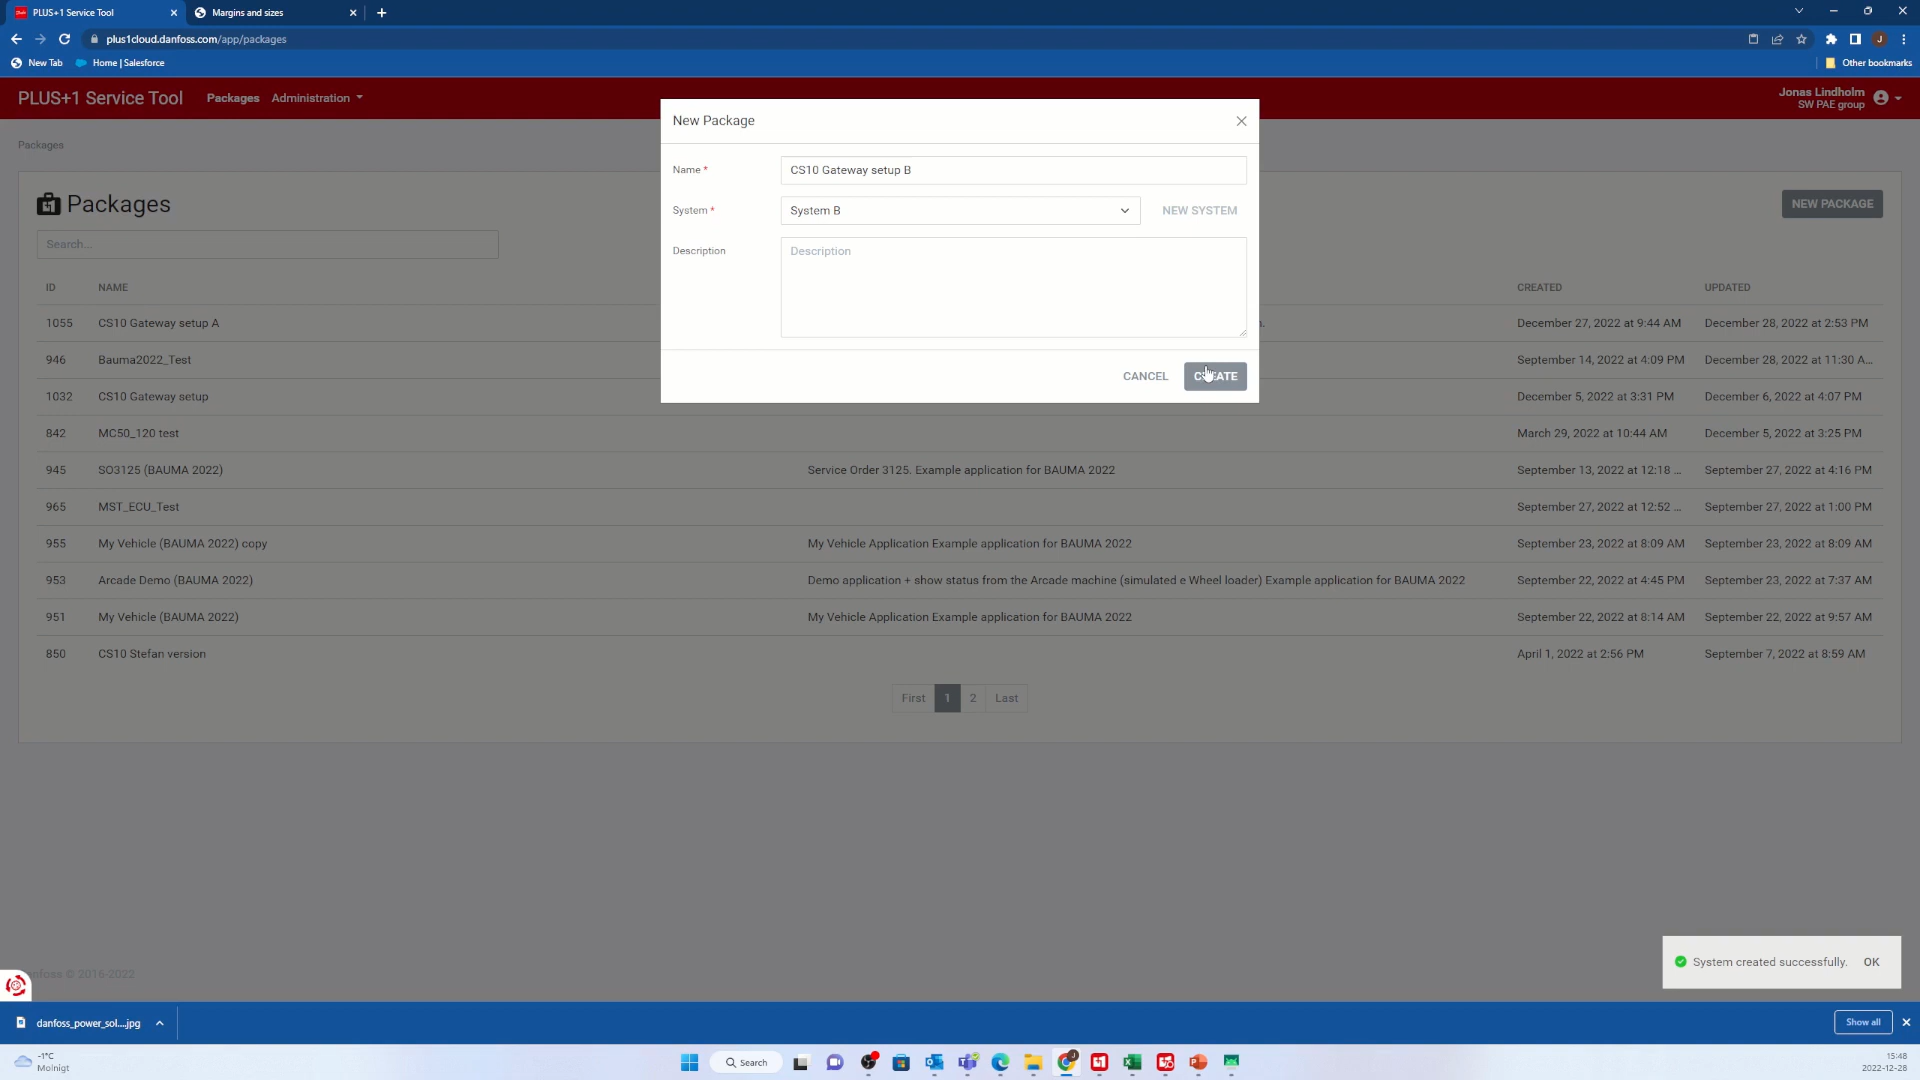 PLUS+1 Service Tool
Margins and sizes
plus1cloud.danfoss.com/app/packages
J
New Tab
Home | Salesforce
Other bookmarks
PLUS+1 Service Tool
Packages
Administration
Jonas Lindholm
SW PAE group
Packages
Packages
NEW PACKAGE
Search...
New Package
Name *
CS10 Gateway setup B
System *
System B
NEW SYSTEM
Description
Description
CANCEL
ID NAME CREATED UPDATED
1055 CS10 Gateway setup A December 27, 2022 at 9:44 AM December 28, 2022 at 2:53 PM
946 Bauma2022_Test September 14, 2022 at 4:09 PM December 28, 2022 at 11:30 A...
1032 CS10 Gateway setup December 5, 2022 at 3:31 PM December 6, 2022 at 4:07 PM
842 MC50_120 test March 29, 2022 at 10:44 AM December 5, 2022 at 3:25 PM
945 SO3125 (BAUMA 2022) Service Order 3125. Example application for BAUMA 2022 September 13, 2022 at 12:18 ... September 27, 2022 at 4:16 PM
965 MST_ECU_Test September 27, 2022 at 12:52 ... September 27, 2022 at 1:00 PM
955 My Vehicle (BAUMA 2022) copy My Vehicle Application Example application for BAUMA 2022 September 23, 2022 at 8:09 AM September 23, 2022 at 8:09 AM
953 Arcade Demo (BAUMA 2022) Demo application + show status from the Arcade machine (simulated e Wheel loader) Example application for BAUMA 2022 September 22, 2022 at 4:45 PM September 23, 2022 at 7:37 AM
951 My Vehicle (BAUMA 2022) My Vehicle Application Example application for BAUMA 2022 September 22, 2022 at 8:14 AM September 22, 2022 at 9:57 AM
850 CS10 Stefan version April 1, 2022 at 2:56 PM September 7, 2022 at 8:59 AM
First 1 2 Last
System created successfully. OK
© 2016-2022
danfoss_power_sol....jpg
Show all
-1°C
Molnigt
Search
15:48
2022-12-28